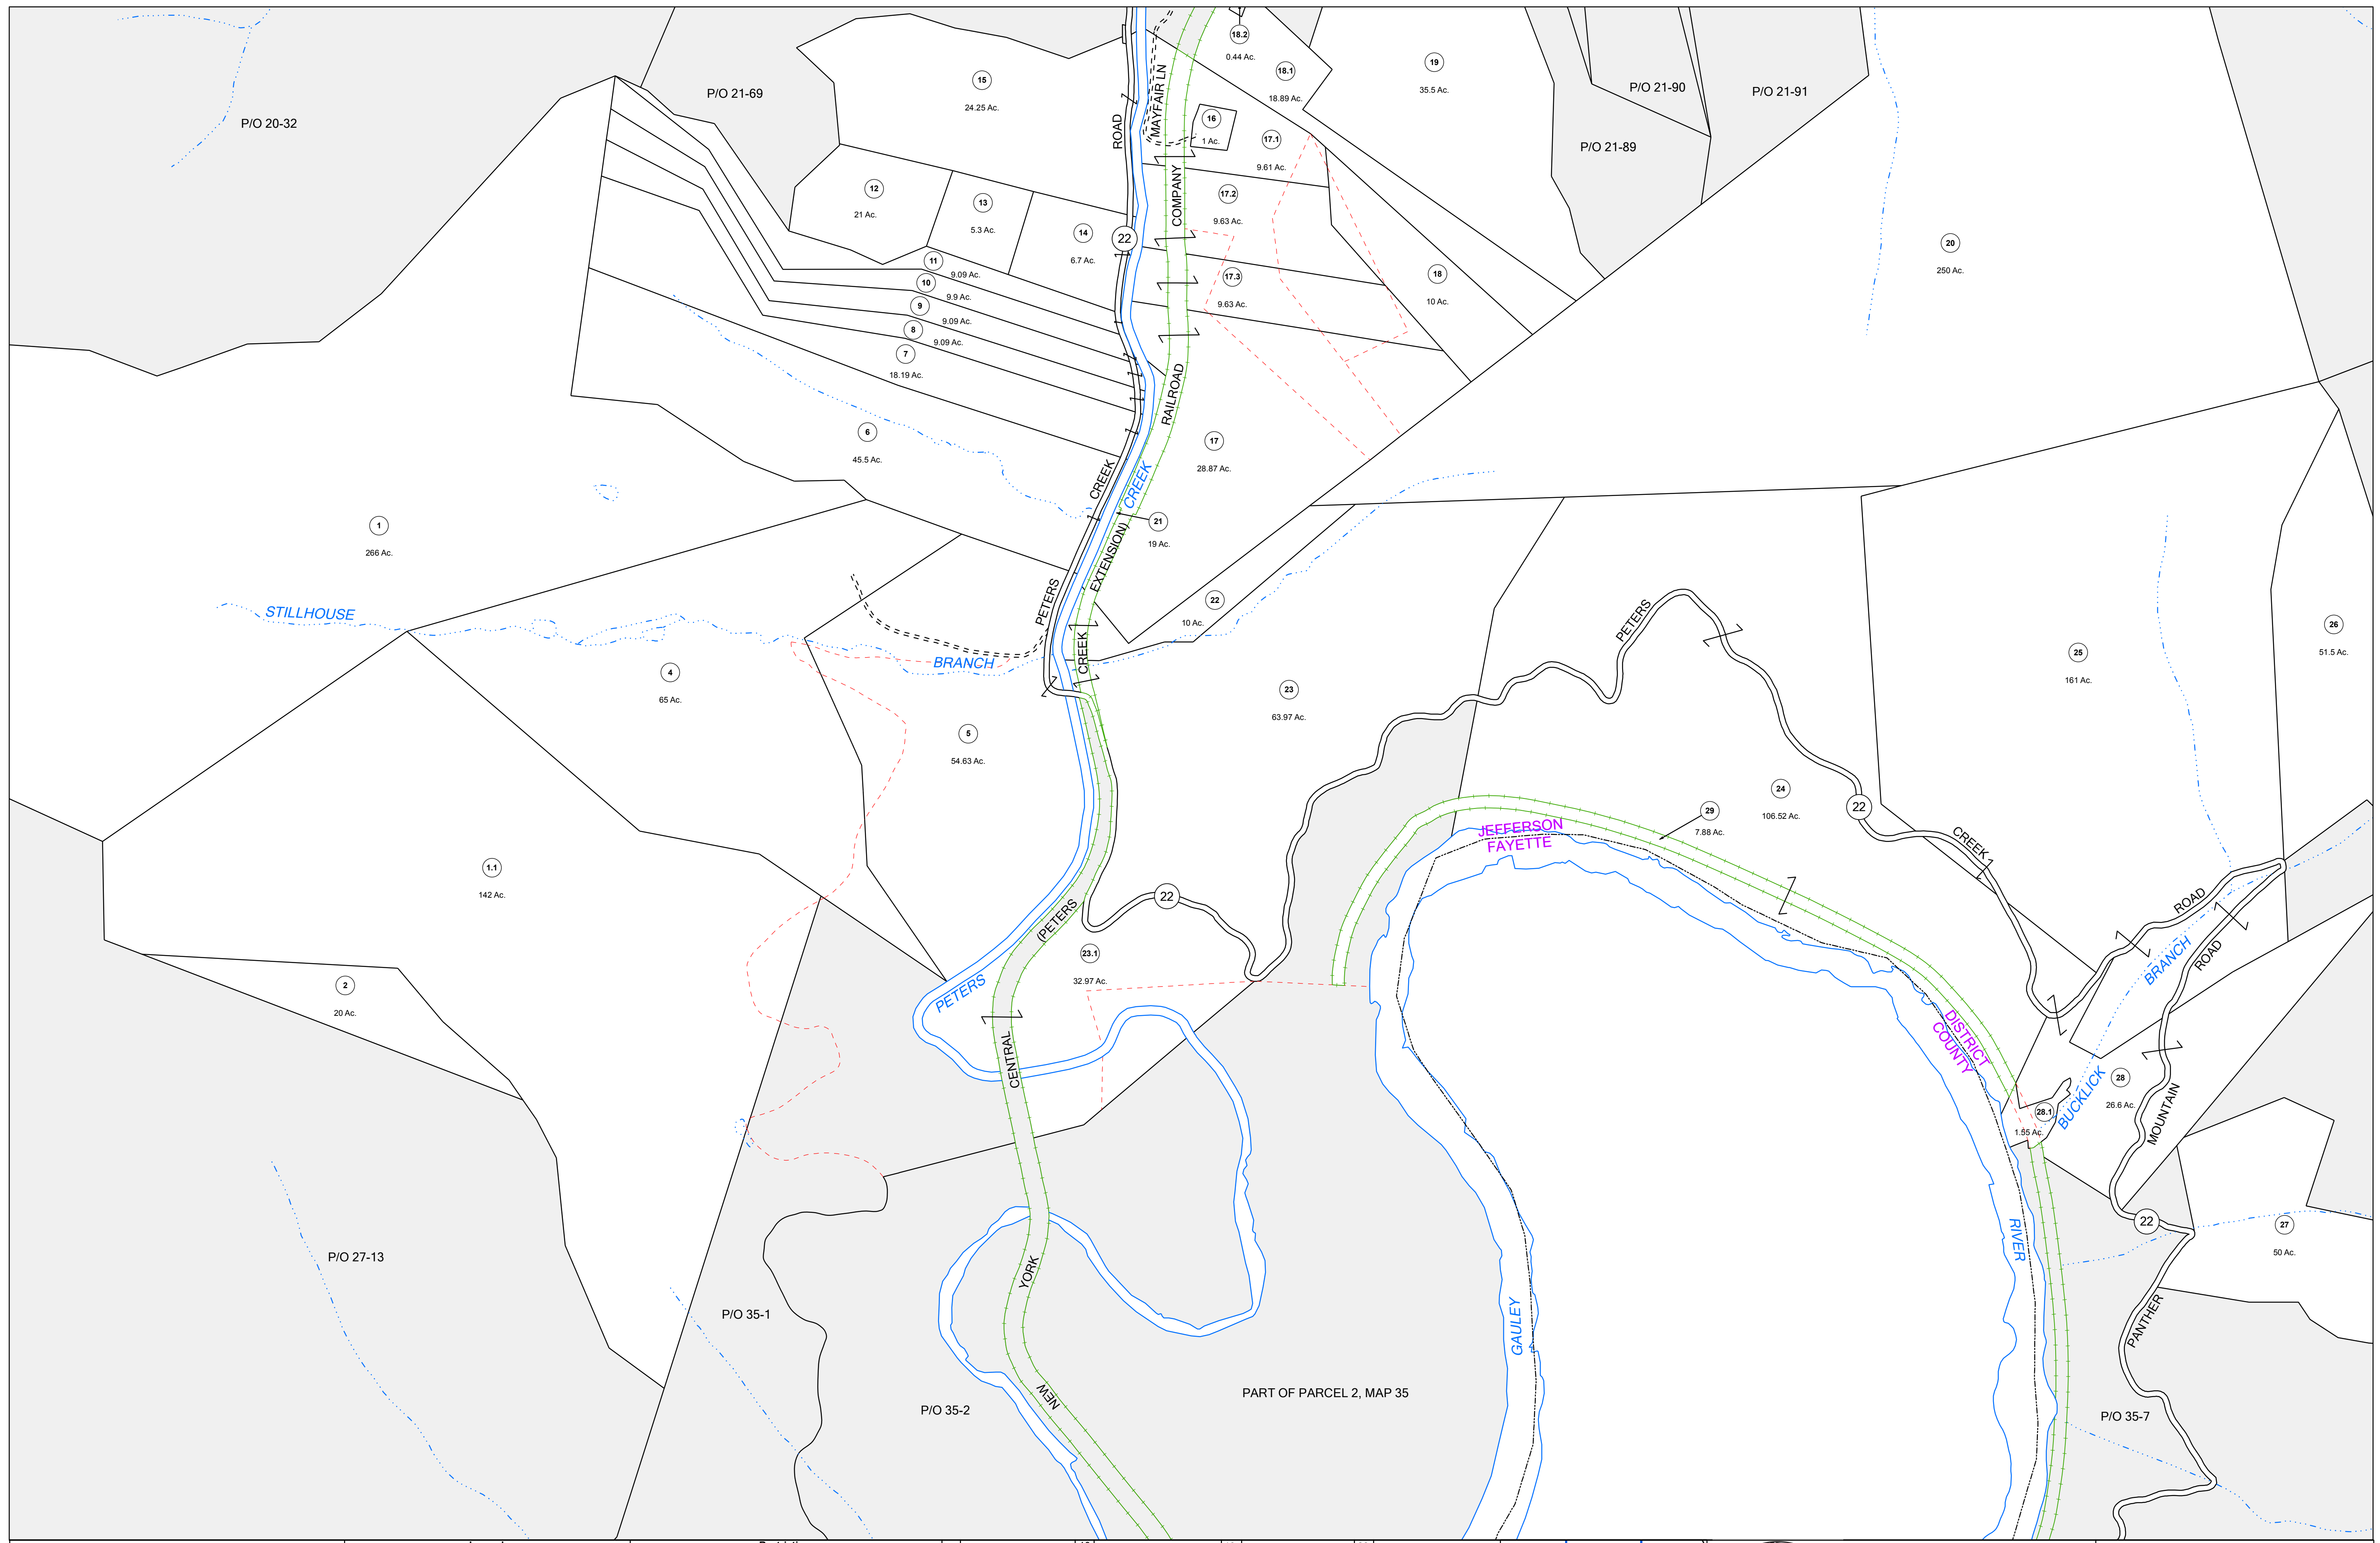 18.2
0.44 Ac.
15
24.25 Ac.
18.1
18.89 Ac.
19
35.5 Ac.
P/O 21-69
P/O 21-90
P/O 21-91
P/O 20-32
MAYFAIR LN
ROAD
16
1 Ac.
17.1
9.61 Ac.
P/O 21-89
12
21 Ac.
13
5.3 Ac.
COMPANY
17.2
9.63 Ac.
14
6.7 Ac.
22
20
250 Ac.
11
9.09 Ac.
10
9.9 Ac.
9
9.09 Ac.
8
9.09 Ac.
7
18.19 Ac.
17.3
9.63 Ac.
18
10 Ac.
RAILROAD
6
45.5 Ac.
17
28.87 Ac.
CREEK
CREEK
21
19 Ac.
EXTENSION)
1
266 Ac.
STILLHOUSE
PETERS
22
10 Ac.
PETERS
BRANCH
CREEK
4
65 Ac.
23
63.97 Ac.
25
161 Ac.
26
51.5 Ac.
5
54.63 Ac.
24
106.52 Ac.
29
7.88 Ac.
22
JEFFERSON
FAYETTE
CREEK
1.1
142 Ac.
22
ROAD
(PETERS
23.1
32.97 Ac.
BRANCH
ROAD
2
20 Ac.
PETERS
CENTRAL
DISTRICT
COUNTY
28
26.6 Ac.
28.1
1.55 Ac.
BUCKLICK
MOUNTAIN
22
27
50 Ac.
RIVER
P/O 27-13
YORK
P/O 35-1
GAULEY
PANTHER
NEW
PART OF PARCEL 2, MAP 35
P/O 35-2
P/O 35-7